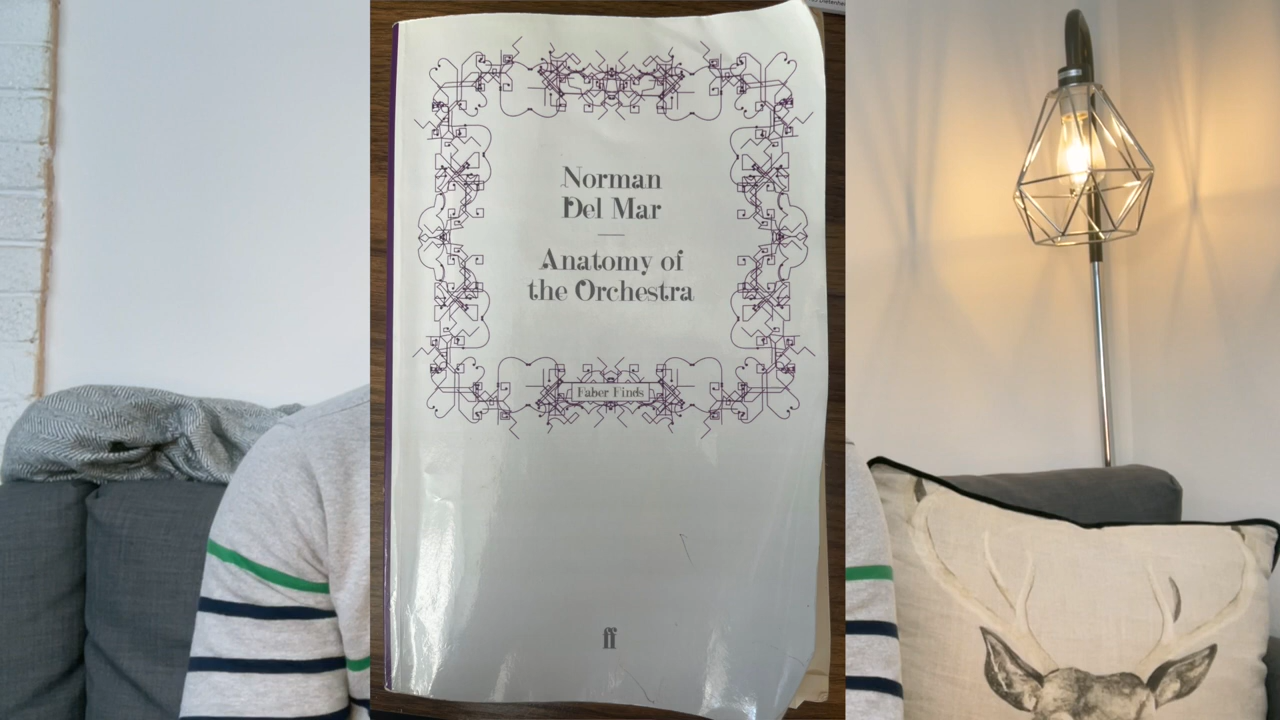 Norman
Del Mar
Anatomy of
the Orchestra
Faber Finds
ff